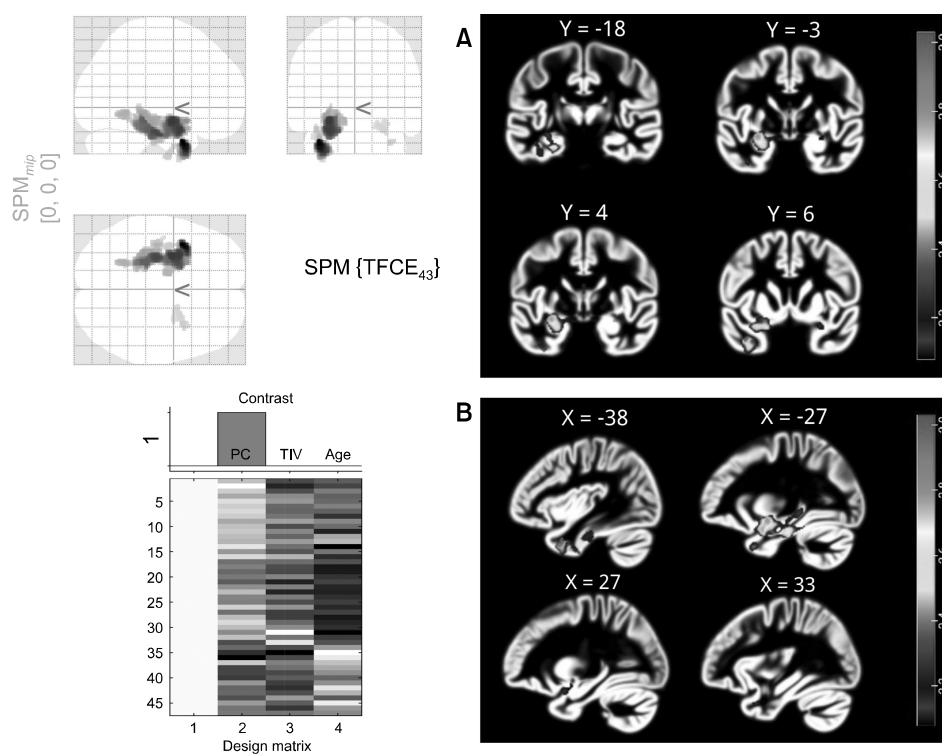 SPMmip
[0, 0, 0]
<
<
<
SPM {TFCE43}
Contrast
1
PC
TIV
Age
5
10
15
20
25
30
35
40
45
1
2
3
4
Design matrix
A
Y = -18
Y = -3
Y = 4
Y = 6
B
X = -38
X = -27
X = 27
X = 33